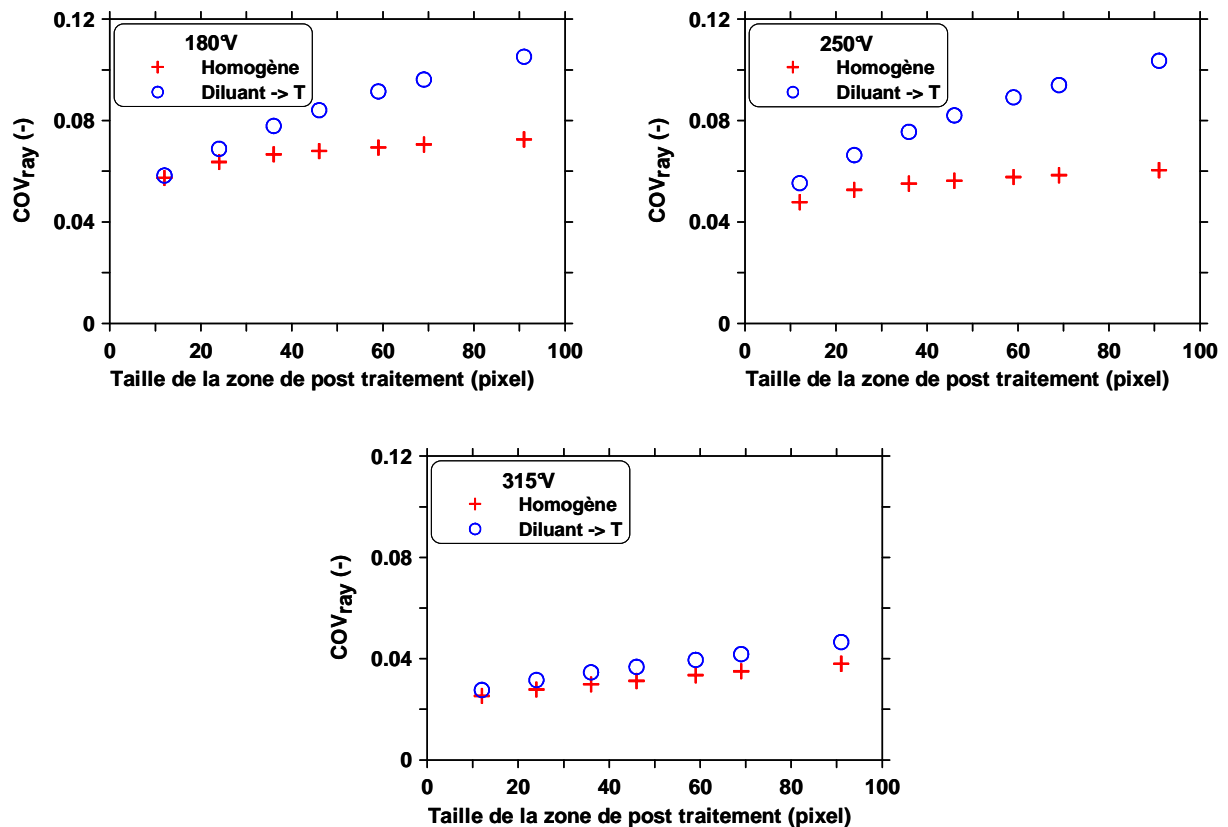 0.12
180°V
Homogène
Diluant -> T
0.08
0.04
0
COVray (-)
0 20 40 60 80 100
Taille de la zone de post traitement (pixel)
0.12
250°V
Homogène
Diluant -> T
0.08
0.04
0
COVray (-)
0 20 40 60 80 100
Taille de la zone de post traitement (pixel)
0.12
315°V
Homogène
Diluant -> T
0.08
0.04
0
COVray (-)
0 20 40 60 80 100
Taille de la zone de post traitement (pixel)